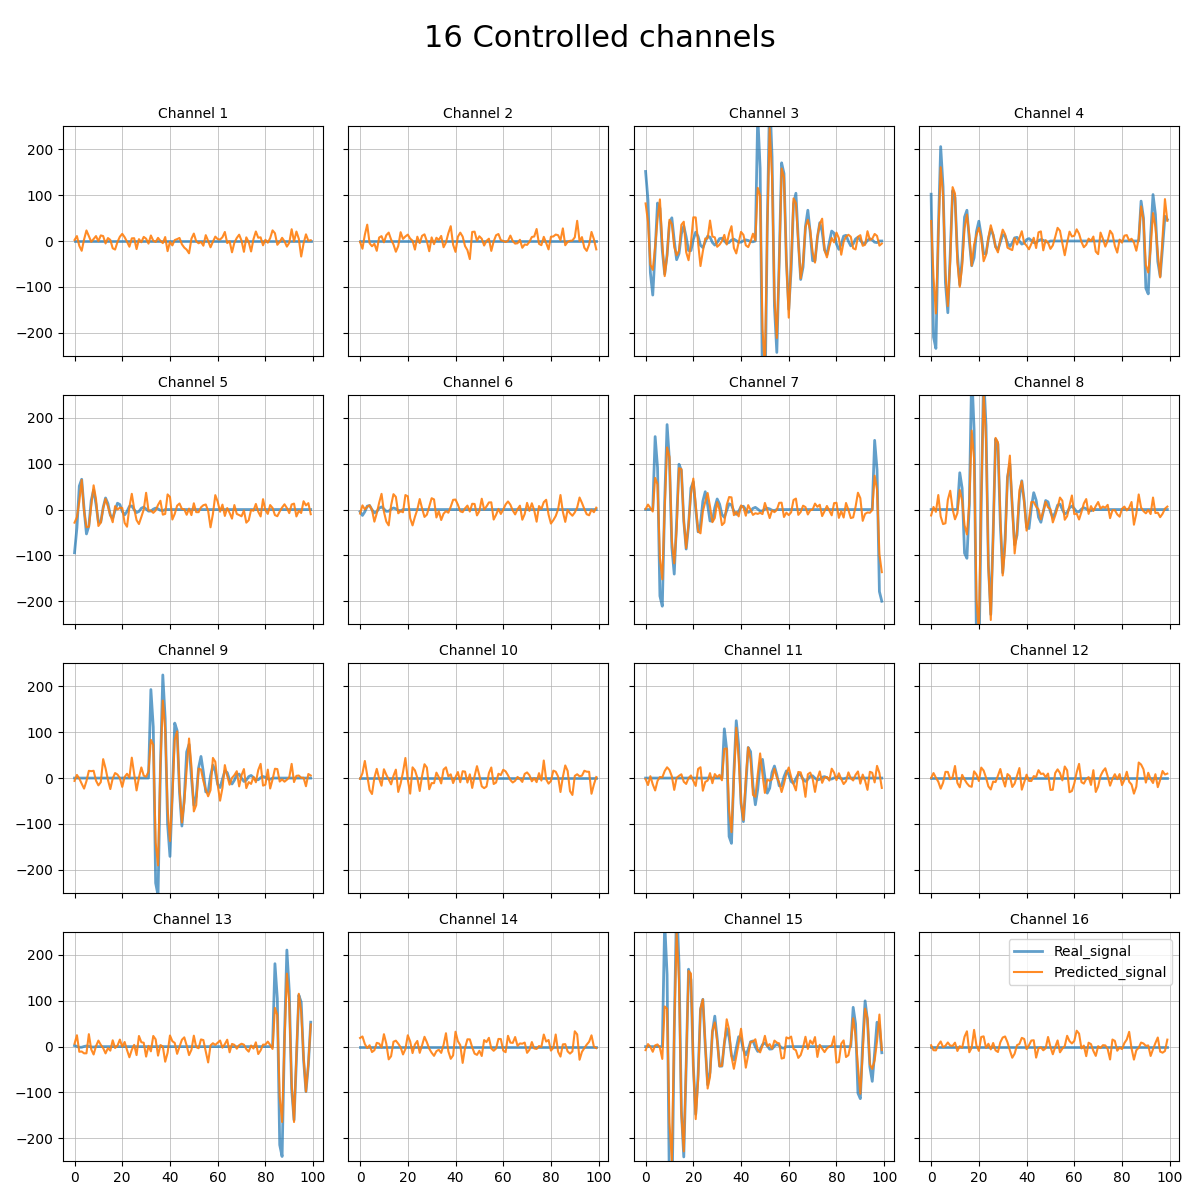 16 Controlled channels
Channel 1
Channel 2
Channel 3
Channel 4
200
100
0
−100
−200
Channel 5
Channel 6
Channel 7
Channel 8
200
100
0
−100
−200
Channel 9
Channel 10
Channel 11
Channel 12
200
100
0
−100
−200
Channel 13
Channel 14
Channel 15
Channel 16
Real_signal
Predicted_signal
200
100
0
−100
−200
0 20 40 60 80 100
0 20 40 60 80 100
0 20 40 60 80 100
0 20 40 60 80 100